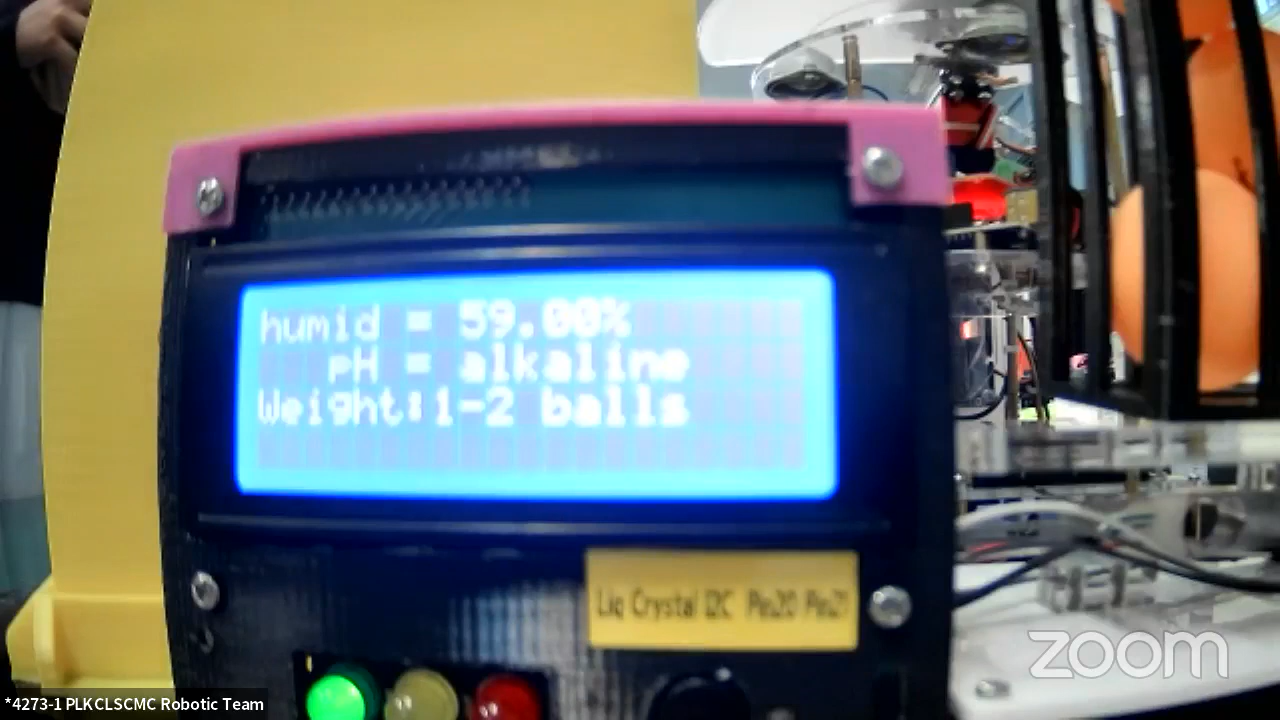 humid = 59.00%
pH = alkaline
Weight:1-2 balls
Liq Crystal I2C Pin20 Pin21
zoom
*4273-1 PLKCLSCMC Robotic Team